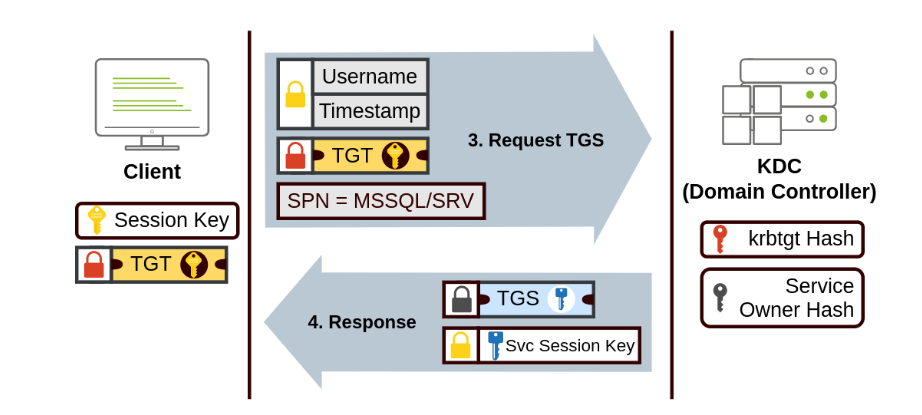 Client
Session Key
TGT
Username
Timestamp
TGT
SPN = MSSQL/SRV
3. Request TGS
4. Response
TGS
Svc Session Key
KDC
(Domain Controller)
krbtgt Hash
Service
Owner Hash